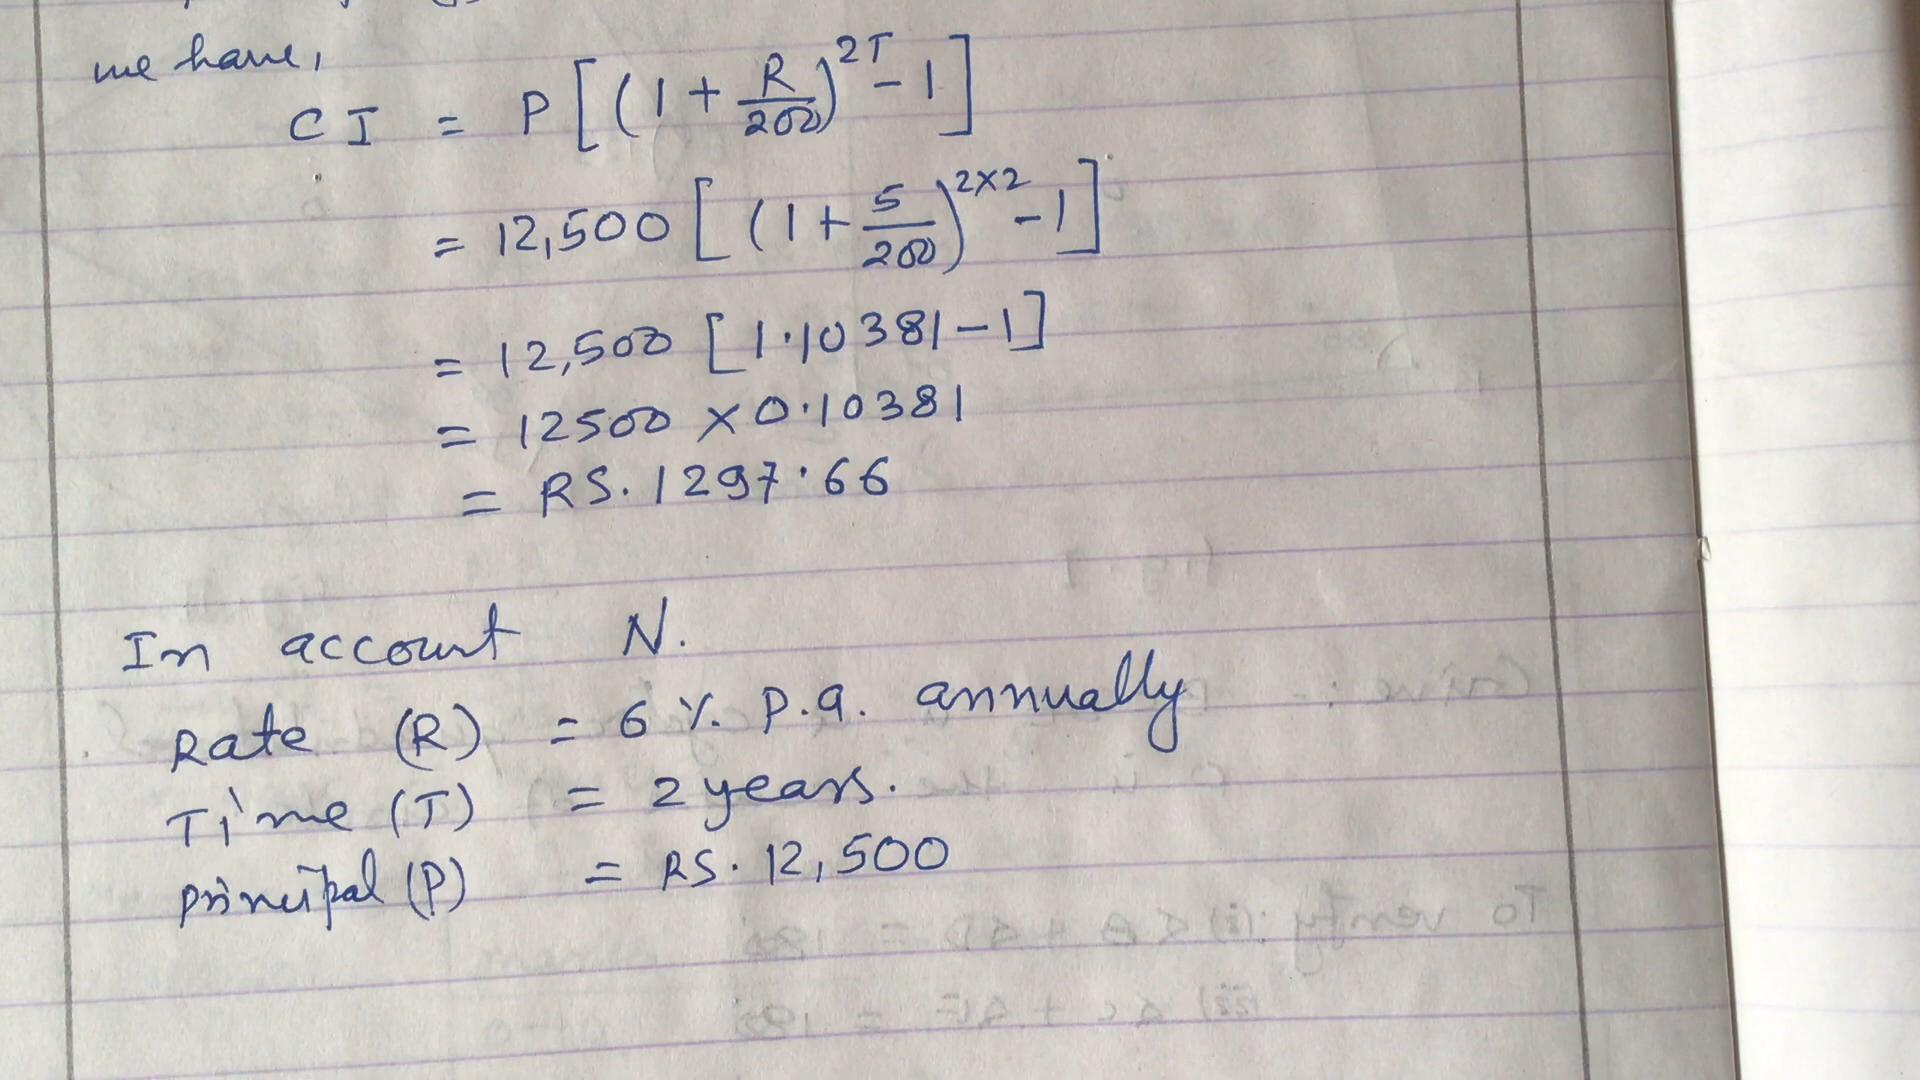 we have,
CI = P[(1 + R/200)^2T - 1]
= 12,500 [(1 + 5/200)^2×2 - 1]
= 12,500 [1.10381 - 1]
= 12500 × 0.10381
= RS. 1297.66
In account N.
Rate (R) = 6 %. p.a. annually
Time (T) = 2 years.
Principal (P) = RS. 12,500